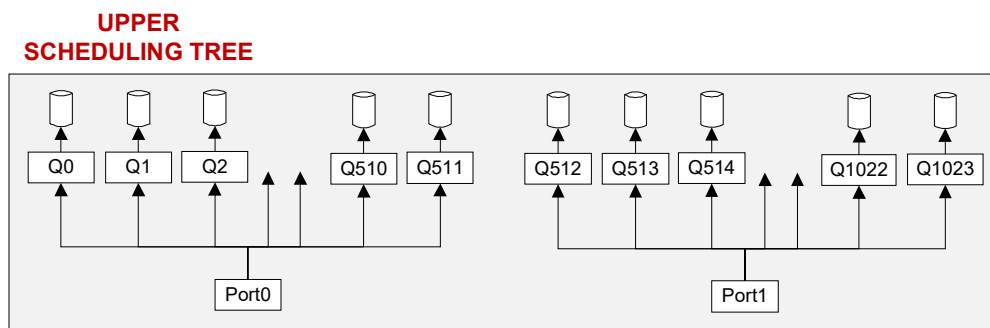 UPPER
SCHEDULING TREE
Q0 Q1 Q2 Q510 Q511 Q512 Q513 Q514 Q1022 Q1023
Port0 Port1